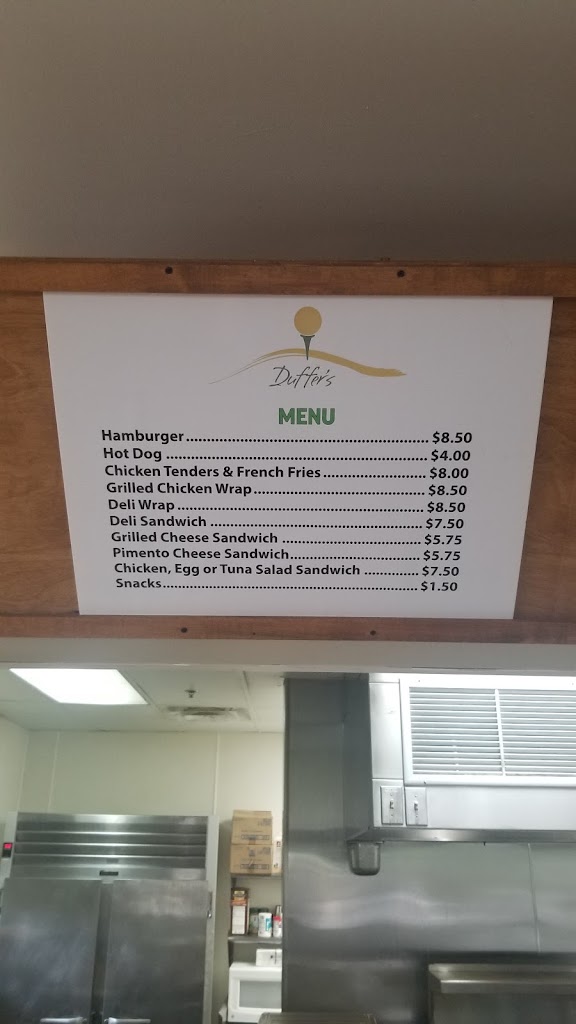 Duffer's
MENU
Hamburger........................................................ $8.50
Hot Dog ............................................................ $4.00
Chicken Tenders & French Fries........................ $8.00
Grilled Chicken Wrap........................................ $8.50
Deli Wrap.......................................................... $8.50
Deli Sandwich .................................................. $7.50
Grilled Cheese Sandwich ................................ $5.75
Pimento Cheese Sandwich.............................. $5.75
Chicken, Egg or Tuna Salad Sandwich ............. $7.50
Snacks.............................................................. $1.50